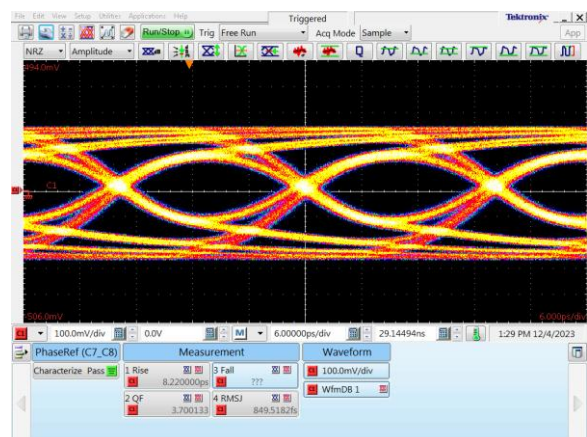 File Edit View Setup Utilities Applications Help
Triggered
Tektronix
Run/Stop Trig Free Run Acq Mode Sample App
NRZ Amplitude Q
494.0mV
C1
-506.0mV 6.000ps/div
C1 100.0mV/div 0.0V M 6.00000ps/div 29.14494ns 1:29 PM 12/4/2023
PhaseRef (C7_C8) Measurement Waveform
Characterize Pass 1 Rise 3 Fall 100.0mV/div
8.220000ps ???
WfmDB 1
2 QF 4 RMSJ
3.700133 849.5182fs